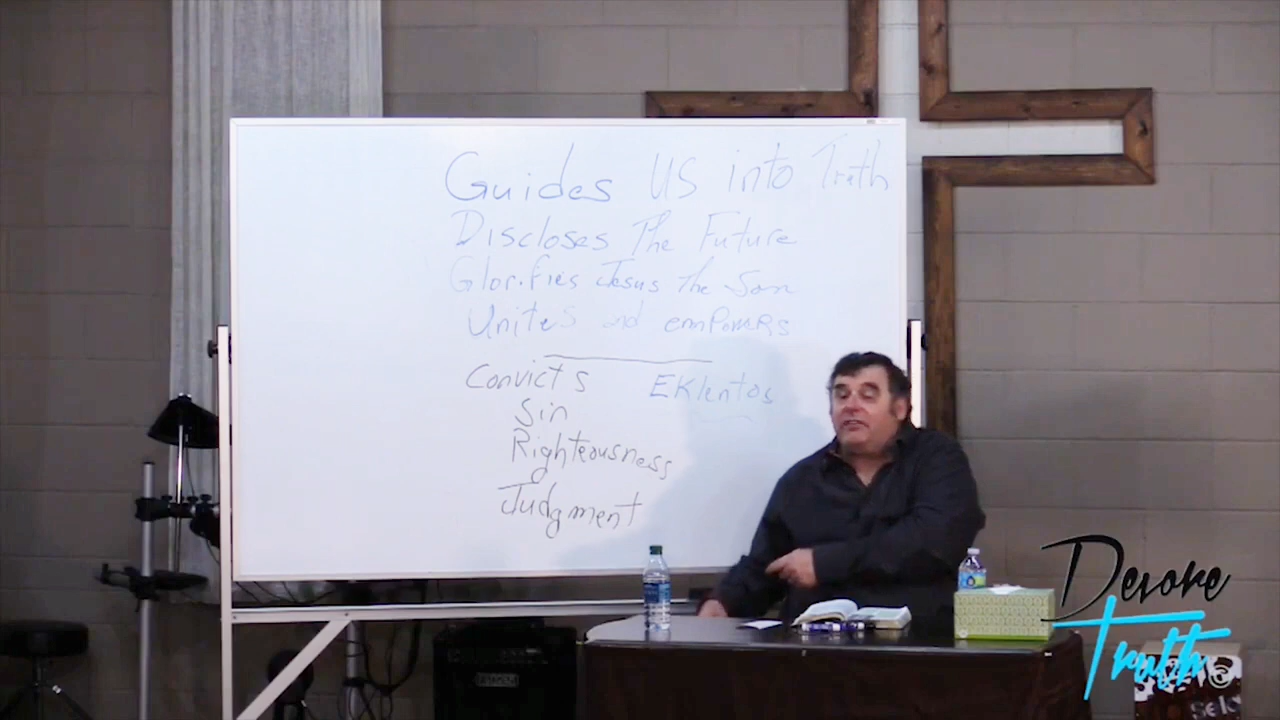 Guides US into Truth
Discloses The Future
Glorifies Jesus the Son
Unites and emPowers
Convicts
EKlentos
Sin
Righteousness
Judgment
Desire
Truth